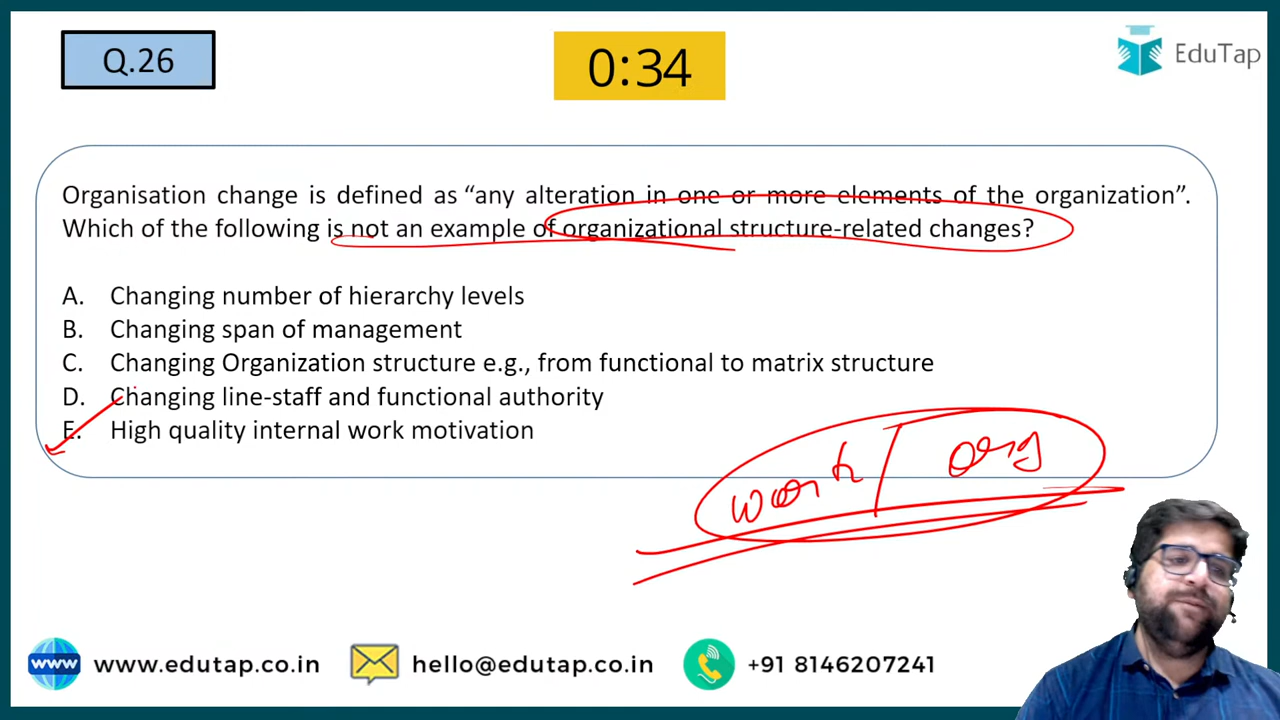 Q.26
0:34
EduTap
Organisation change is defined as “any alteration in one or more elements of the organization”.
Which of the following is not an example of organizational structure-related changes?
A. Changing number of hierarchy levels
B. Changing span of management
C. Changing Organization structure e.g., from functional to matrix structure
D. Changing line-staff and functional authority
E. High quality internal work motivation
work / org
www
www.edutap.co.in
hello@edutap.co.in
+91 8146207241